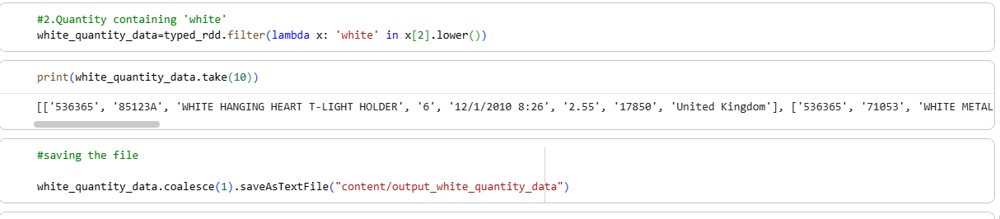 #2.Quantity containing 'white'
white_quantity_data=typed_rdd.filter(lambda x: 'white' in x[2].lower())
print(white_quantity_data.take(10))
[['536365', '85123A', 'WHITE HANGING HEART T-LIGHT HOLDER', '6', '12/1/2010 8:26', '2.55', '17850', 'United Kingdom'], ['536365', '71053', 'WHITE METAL
#saving the file
white_quantity_data.coalesce(1).saveAsTextFile("content/output_white_quantity_data")